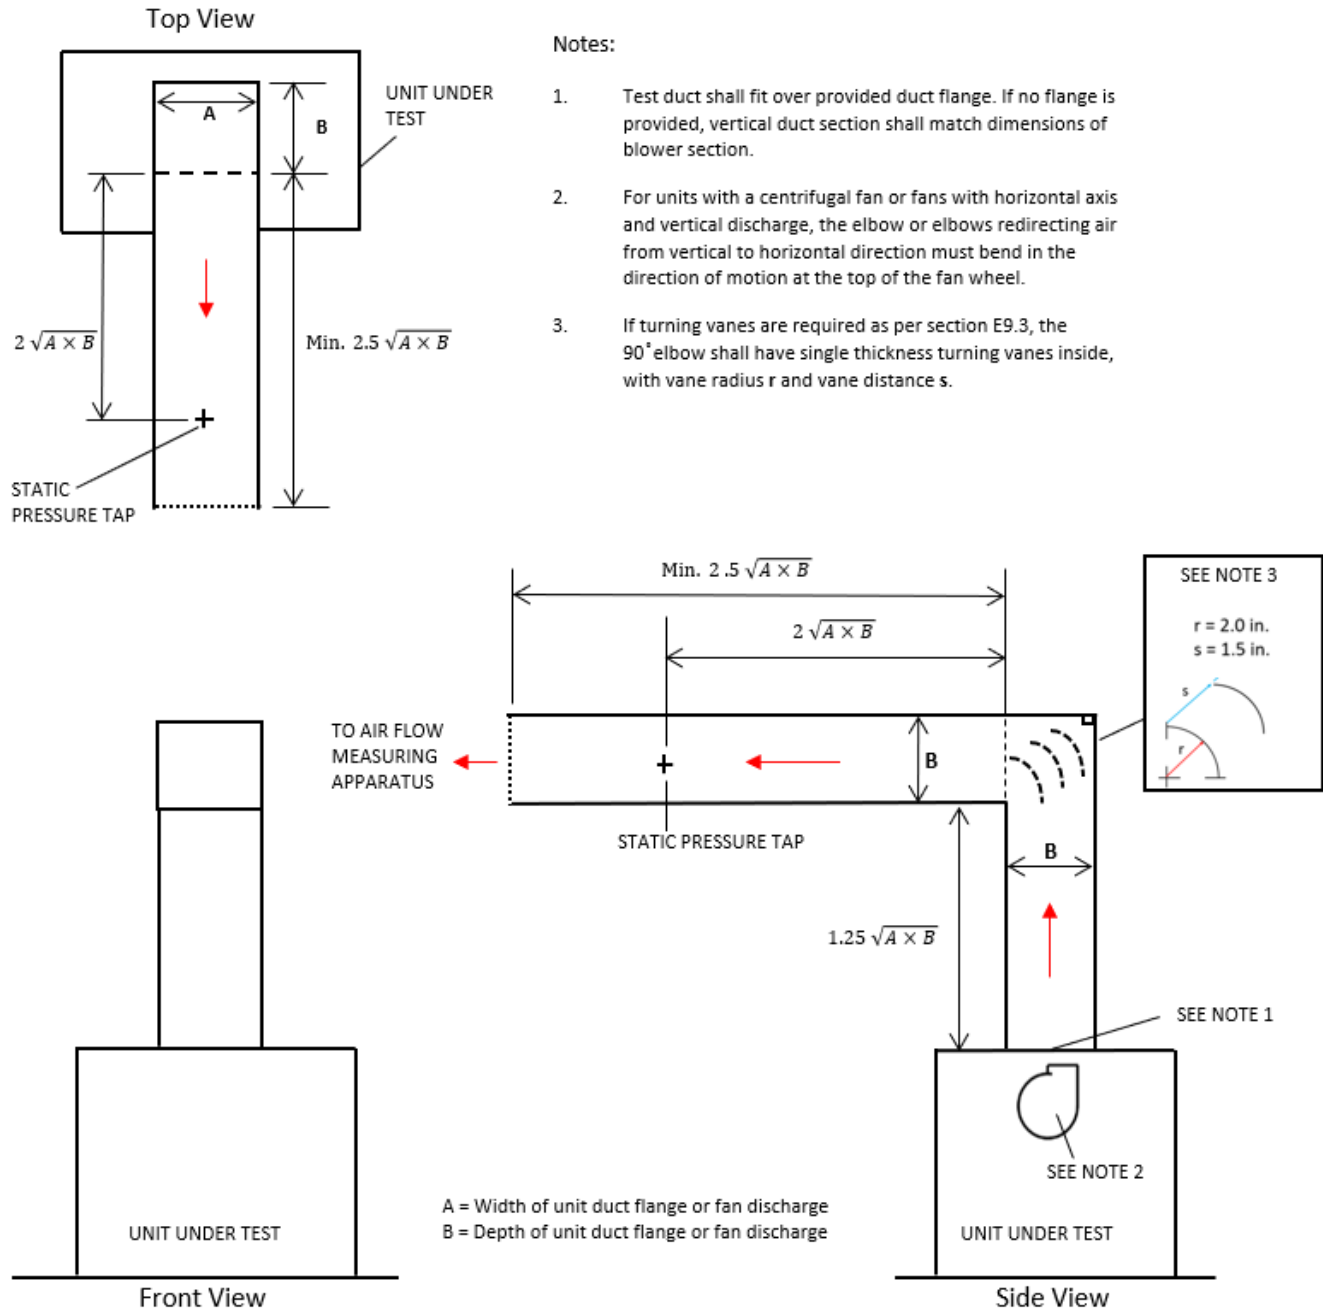 Top View
A
B
UNIT UNDER
TEST
2 √A × B
Min. 2.5 √A × B
STATIC
PRESSURE TAP
Notes:
1. Test duct shall fit over provided duct flange. If no flange is
provided, vertical duct section shall match dimensions of
blower section.
2. For units with a centrifugal fan or fans with horizontal axis
and vertical discharge, the elbow or elbows redirecting air
from vertical to horizontal direction must bend in the
direction of motion at the top of the fan wheel.
3. If turning vanes are required as per section E9.3, the
90˚elbow shall have single thickness turning vanes inside,
with vane radius r and vane distance s.
Min. 2 .5 √A × B
2 √A × B
SEE NOTE 3
r = 2.0 in.
s = 1.5 in.
s
r
TO AIR FLOW
MEASURING
APPARATUS
B
STATIC PRESSURE TAP
B
1.25 √A × B
SEE NOTE 1
SEE NOTE 2
A = Width of unit duct flange or fan discharge
B = Depth of unit duct flange or fan discharge
UNIT UNDER TEST
UNIT UNDER TEST
Front View
Side View